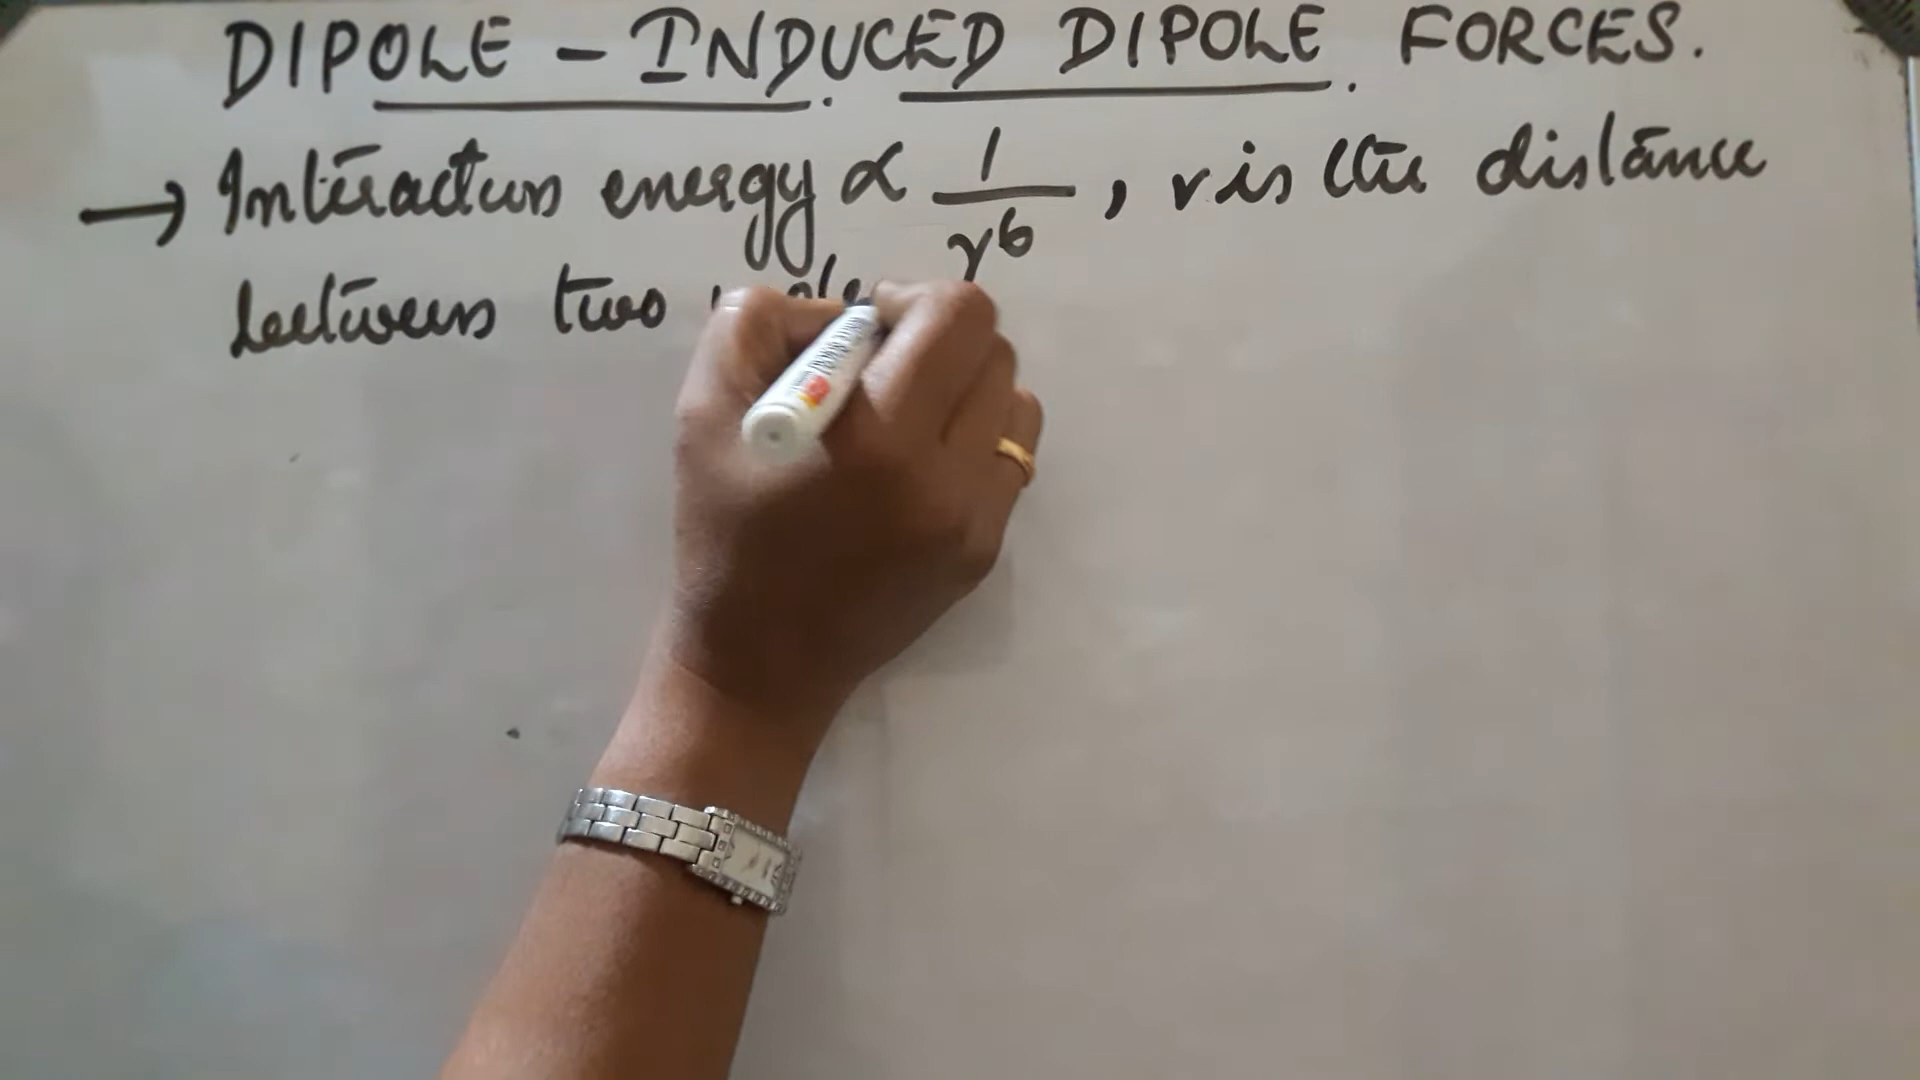 DIPOLE - INDUCED DIPOLE FORCES.
→ Interaction energy ∝ 1/r⁶, r is the distance
between two